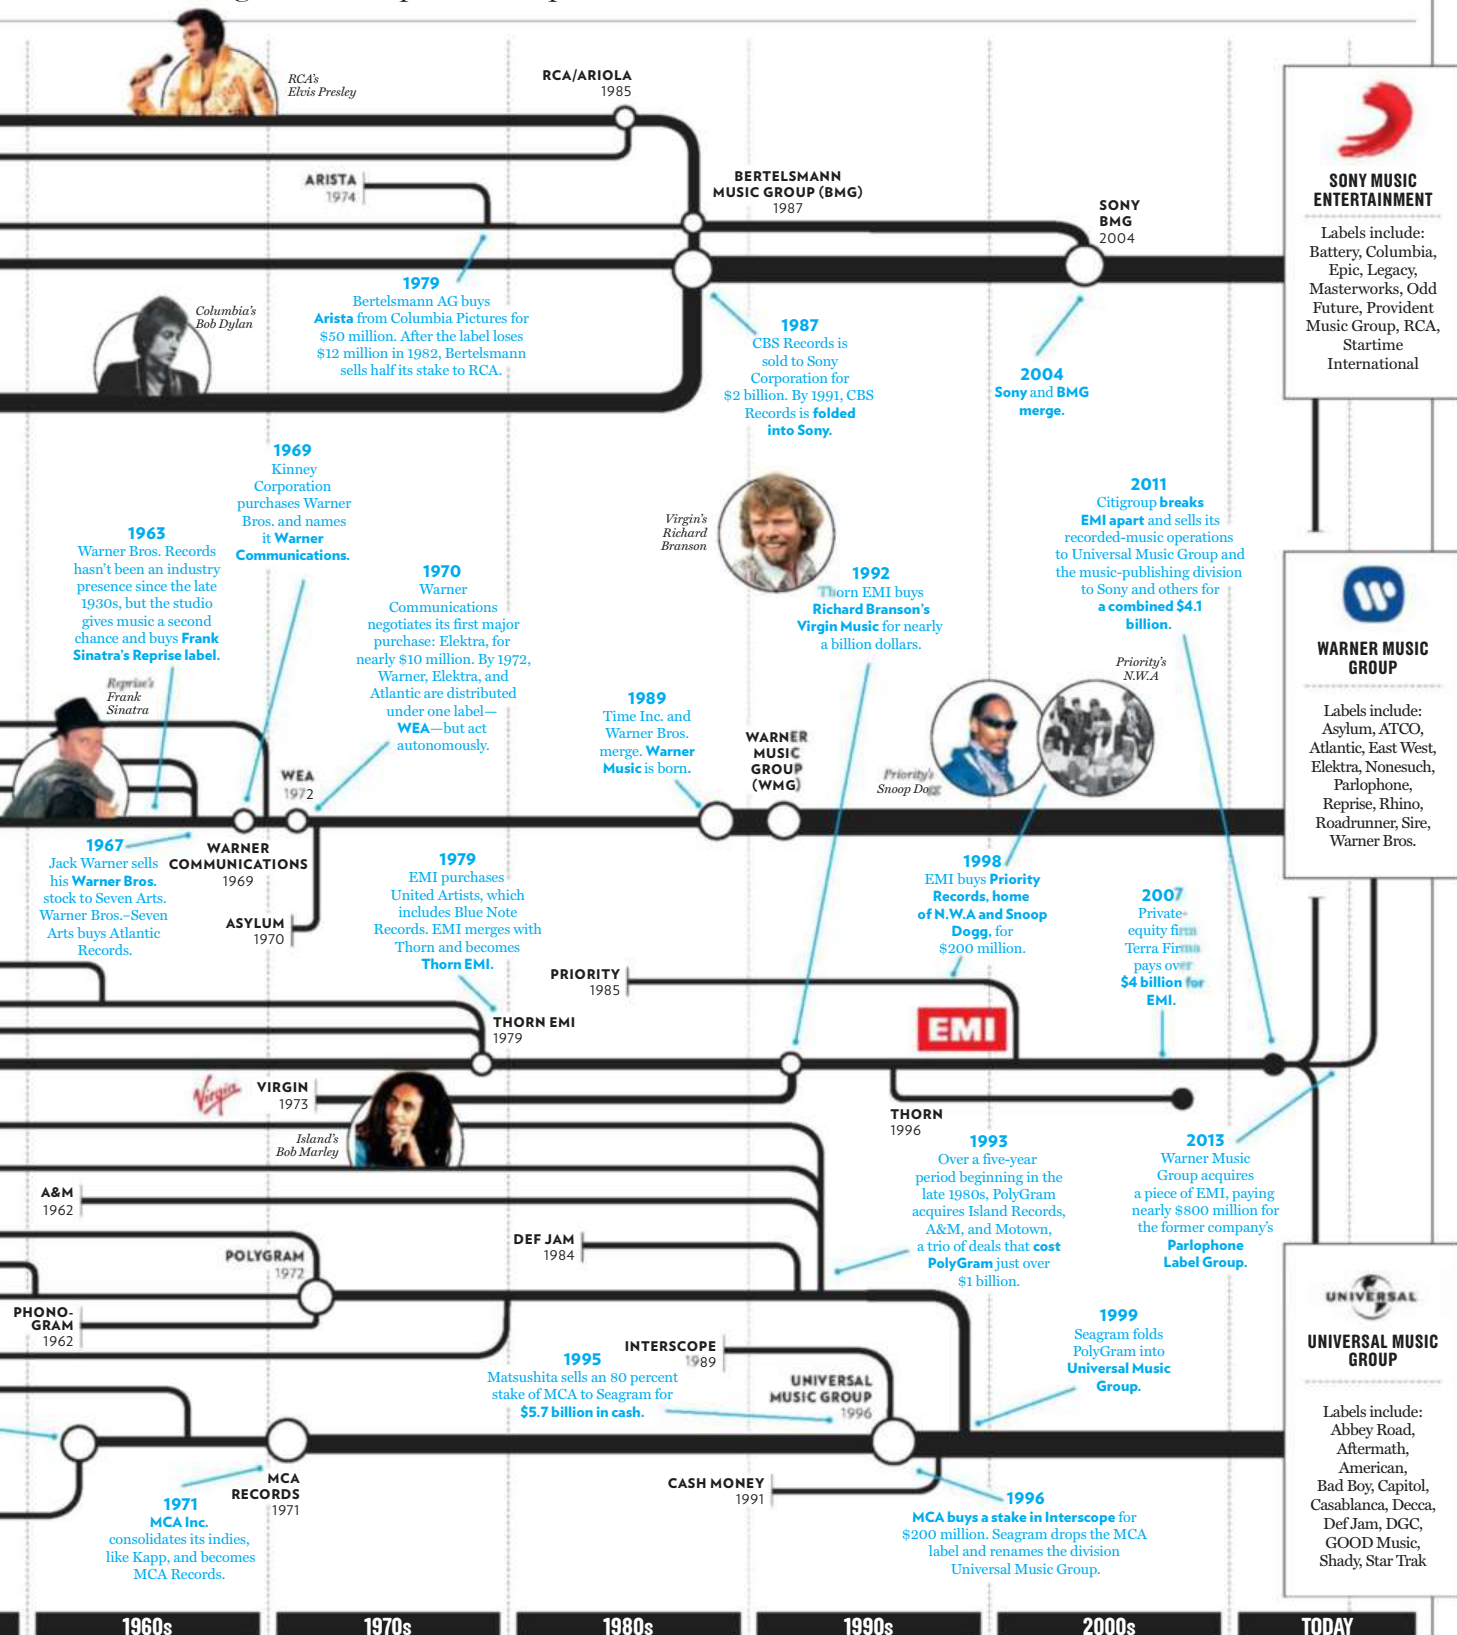 RCA's
Elvis Presley
RCA/ARIOLA
1985
ARISTA
1974
BERTELSMANN
MUSIC GROUP (BMG)
1987
SONY
BMG
2004
1979
Bertelsmann AG buys
Arista from Columbia Pictures for
$50 million. After the label loses
$12 million in 1982, Bertelsmann
sells half its stake to RCA.
Columbia's
Bob Dylan
1987
CBS Records is
sold to Sony
Corporation for
$2 billion. By 1991, CBS
Records is folded
into Sony.
2004
Sony and BMG
merge.
SONY MUSIC
ENTERTAINMENT
Labels include:
Battery, Columbia,
Epic, Legacy,
Masterworks, Odd
Future, Provident
Music Group, RCA,
Startime
International
1969
Kinney
Corporation
purchases Warner
Bros. and names
it Warner
Communications.
1963
Warner Bros. Records
hasn't been an industry
presence since the late
1930s, but the studio
gives music a second
chance and buys Frank
Sinatra's Reprise label.
Reprise's
Frank
Sinatra
1970
Warner
Communications
negotiates its first major
purchase: Elektra, for
nearly $10 million. By 1972,
Warner, Elektra, and
Atlantic are distributed
under one label—
WEA—but act
autonomously.
Virgin's
Richard
Branson
1992
Thorn EMI buys
Richard Branson's
Virgin Music for nearly
a billion dollars.
2011
Citigroup breaks
EMI apart and sells its
recorded-music operations
to Universal Music Group and
the music-publishing division
to Sony and others for
a combined $4.1
billion.
Priority's
N.W.A
Priority's
Snoop Dogg
1989
Time Inc. and
Warner Bros.
merge. Warner
Music is born.
WARNER
MUSIC
GROUP
(WMG)
WEA
1972
WARNER MUSIC
GROUP
Labels include:
Asylum, ATCO,
Atlantic, East West,
Elektra, Nonesuch,
Parlophone,
Reprise, Rhino,
Roadrunner, Sire,
Warner Bros.
1967
Jack Warner sells
his Warner Bros.
stock to Seven Arts.
Warner Bros.–Seven
Arts buys Atlantic
Records.
WARNER
COMMUNICATIONS
1969
ASYLUM
1970
1979
EMI purchases
United Artists, which
includes Blue Note
Records. EMI merges with
Thorn and becomes
Thorn EMI.
1998
EMI buys Priority
Records, home
of N.W.A and Snoop
Dogg, for
$200 million.
2007
Private-
equity firm
Terra Firma
pays over
$4 billion for
EMI.
PRIORITY
1985
THORN EMI
1979
EMI
Virgin
VIRGIN
1973
Island's
Bob Marley
THORN
1996
1993
Over a five-year
period beginning in the
late 1980s, PolyGram
acquires Island Records,
A&M, and Motown,
a trio of deals that cost
PolyGram just over
$1 billion.
2013
Warner Music
Group acquires
a piece of EMI, paying
nearly $800 million for
the former company's
Parlophone
Label Group.
A&M
1962
DEF JAM
1984
POLYGRAM
1972
PHONO-
GRAM
1962
INTERSCOPE
1989
1995
Matsushita sells an 80 percent
stake of MCA to Seagram for
$5.7 billion in cash.
UNIVERSAL
MUSIC GROUP
1996
1999
Seagram folds
PolyGram into
Universal Music
Group.
UNIVERSAL
UNIVERSAL MUSIC
GROUP
Labels include:
Abbey Road,
Aftermath,
American,
Bad Boy, Capitol,
Casablanca, Decca,
Def Jam, DGC,
GOOD Music,
Shady, Star Trak
MCA
RECORDS
1971
1971
MCA Inc.
consolidates its indies,
like Kapp, and becomes
MCA Records.
CASH MONEY
1991
1996
MCA buys a stake in Interscope for
$200 million. Seagram drops the MCA
label and renames the division
Universal Music Group.
1960s
1970s
1980s
1990s
2000s
TODAY